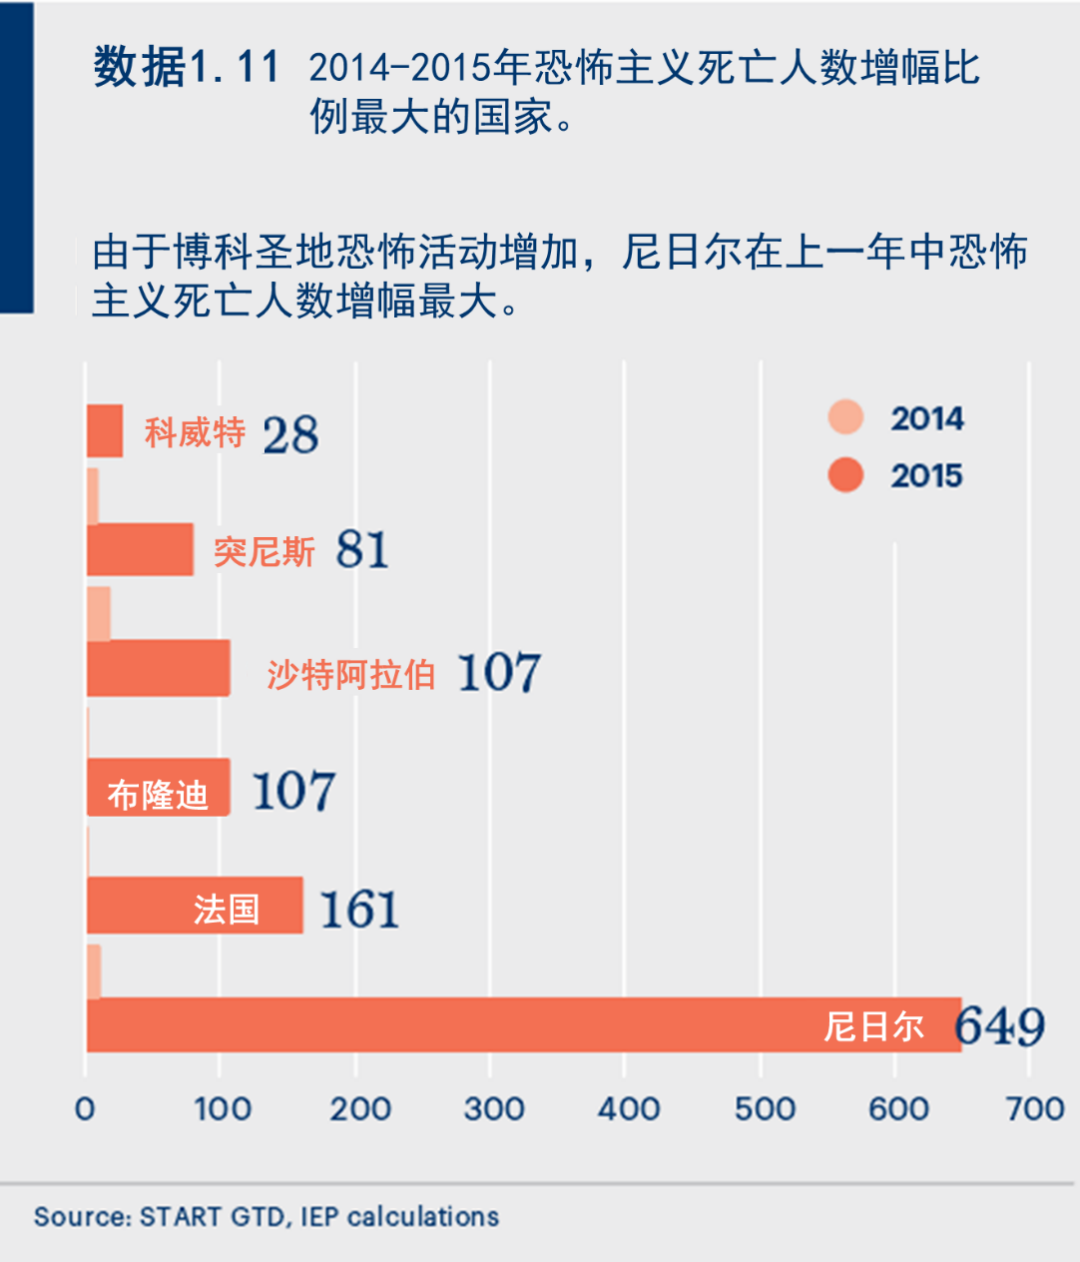 数据1.11 2014-2015年恐怖主义死亡人数增幅比
例最大的国家。
由于博科圣地恐怖活动增加，尼日尔在上一年中恐怖
主义死亡人数增幅最大。
2014
2015
科威特 28
突尼斯 81
沙特阿拉伯 107
布隆迪 107
法国 161
尼日尔 649
0 100 200 300 400 500 600 700
Source: START GTD, IEP calculations